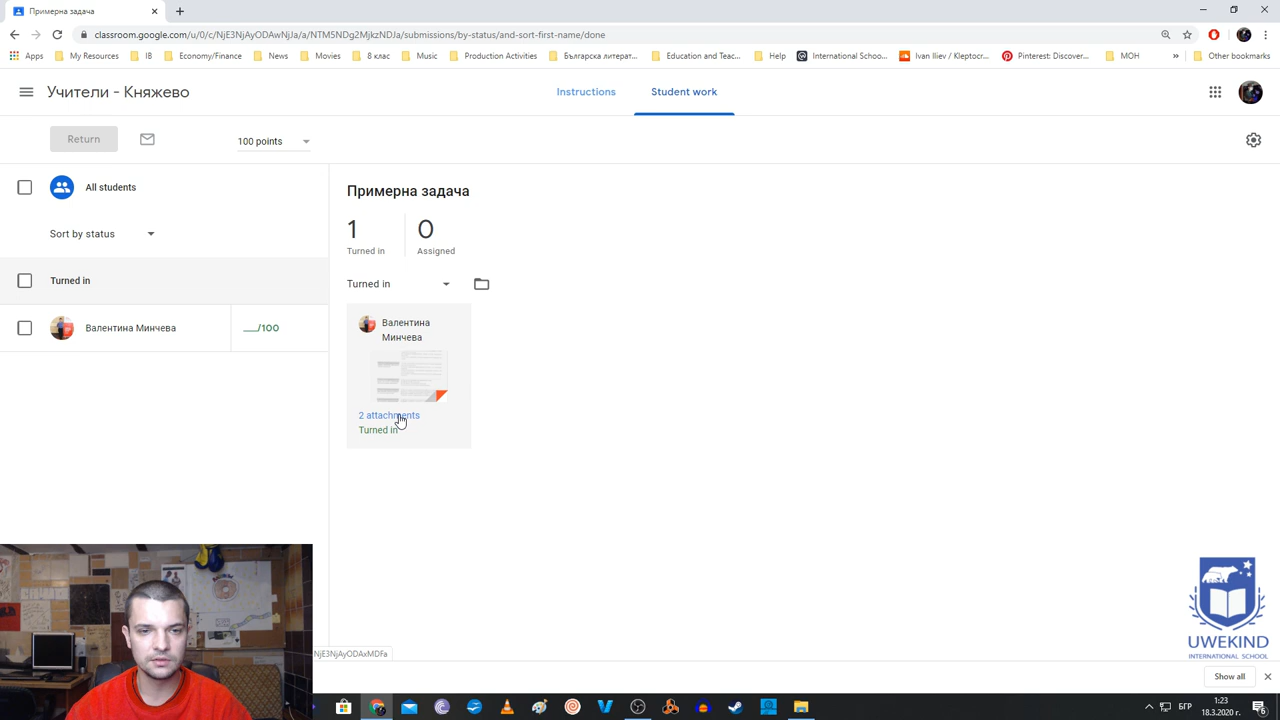 Примерна задача
classroom.google.com/u/0/c/NjE3NjAyODAwNjJa/a/NTM5NDg2MjkzNDJa/submissions/by-status/and-sort-first-name/done
Apps My Resources IB Economy/Finance News Movies 8 клас Music Production Activities Българска литерат... Education and Teac... Help International Schoo... Ivan Iliev / Kleptocr... Pinterest: Discover... МОН » Other bookmarks
Учители - Княжево
Instructions
Student work
Return
100 points
All students
Sort by status
Turned in
Валентина Минчева
___/100
Примерна задача
1
0
Turned in
Assigned
Turned in
Валентина
Минчева
2 attachments
Turned in
NjE3NjAyODAxMDFa
UWEKIND
INTERNATIONAL SCHOOL
Show all
БГР
1:23
18.3.2020 г.
6